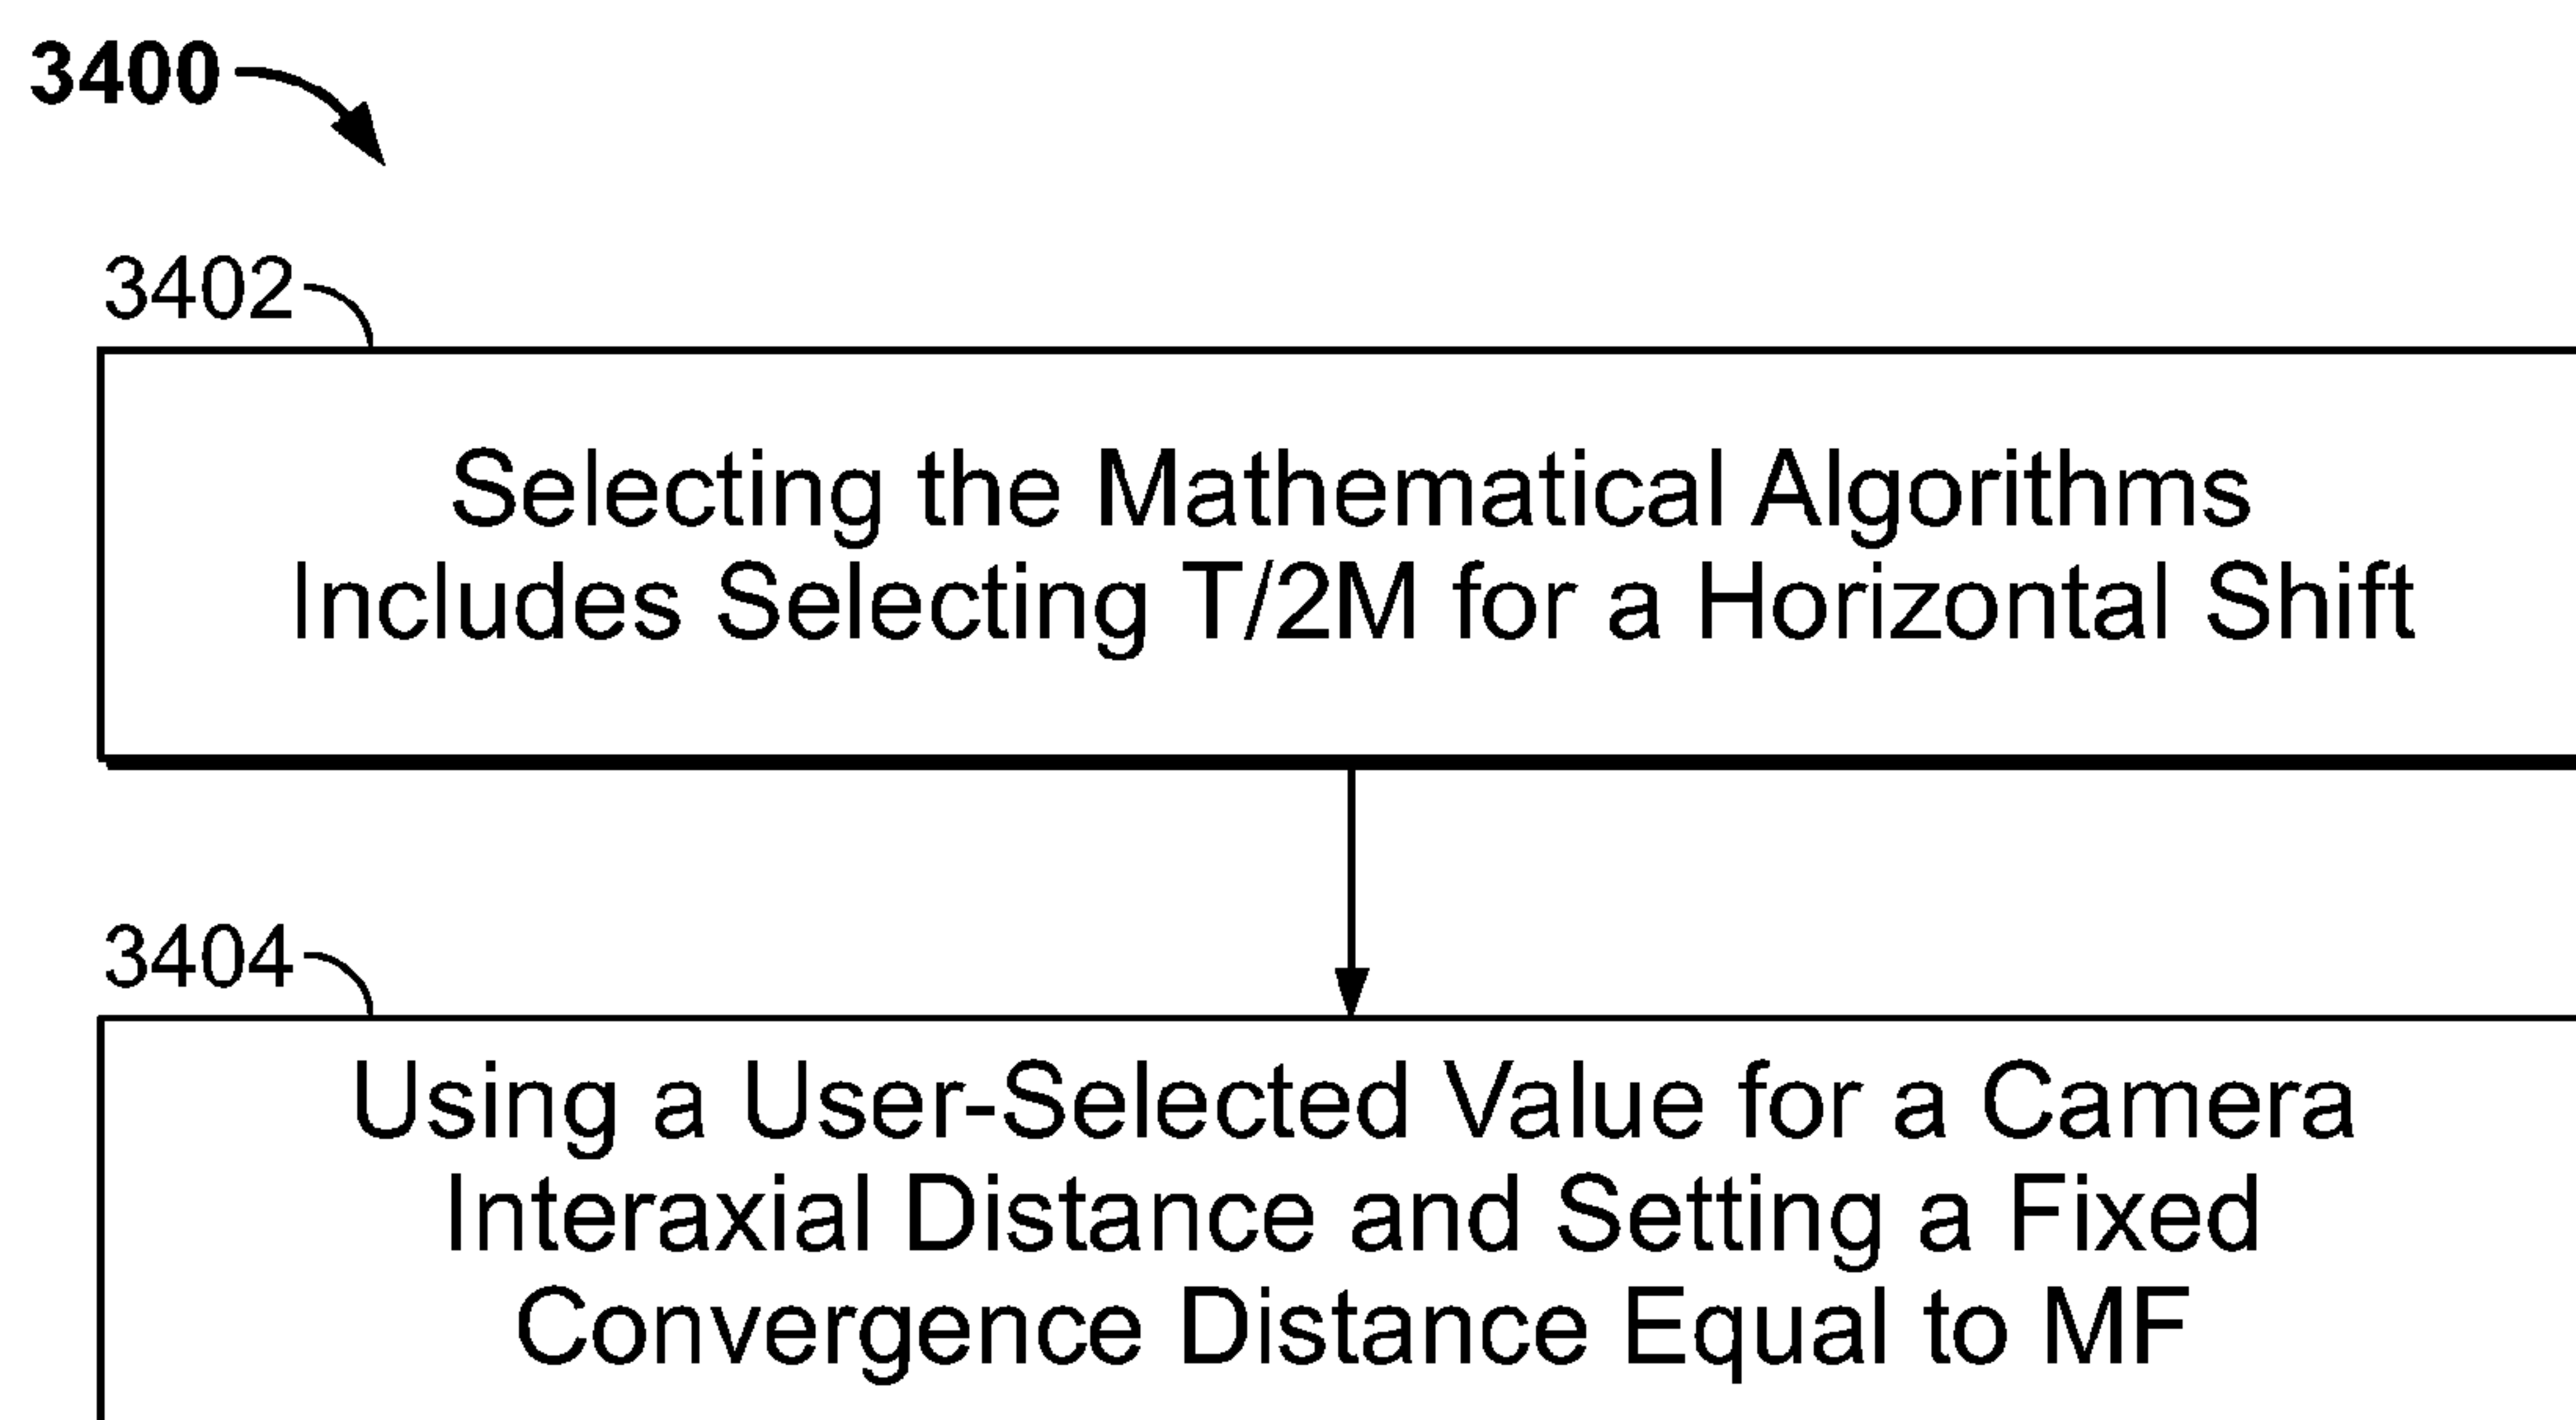 3400
3402
Selecting the Mathematical Algorithms
Includes Selecting T/2M for a Horizontal Shift
3404
Using a User-Selected Value for a Camera
Interaxial Distance and Setting a Fixed
Convergence Distance Equal to MF